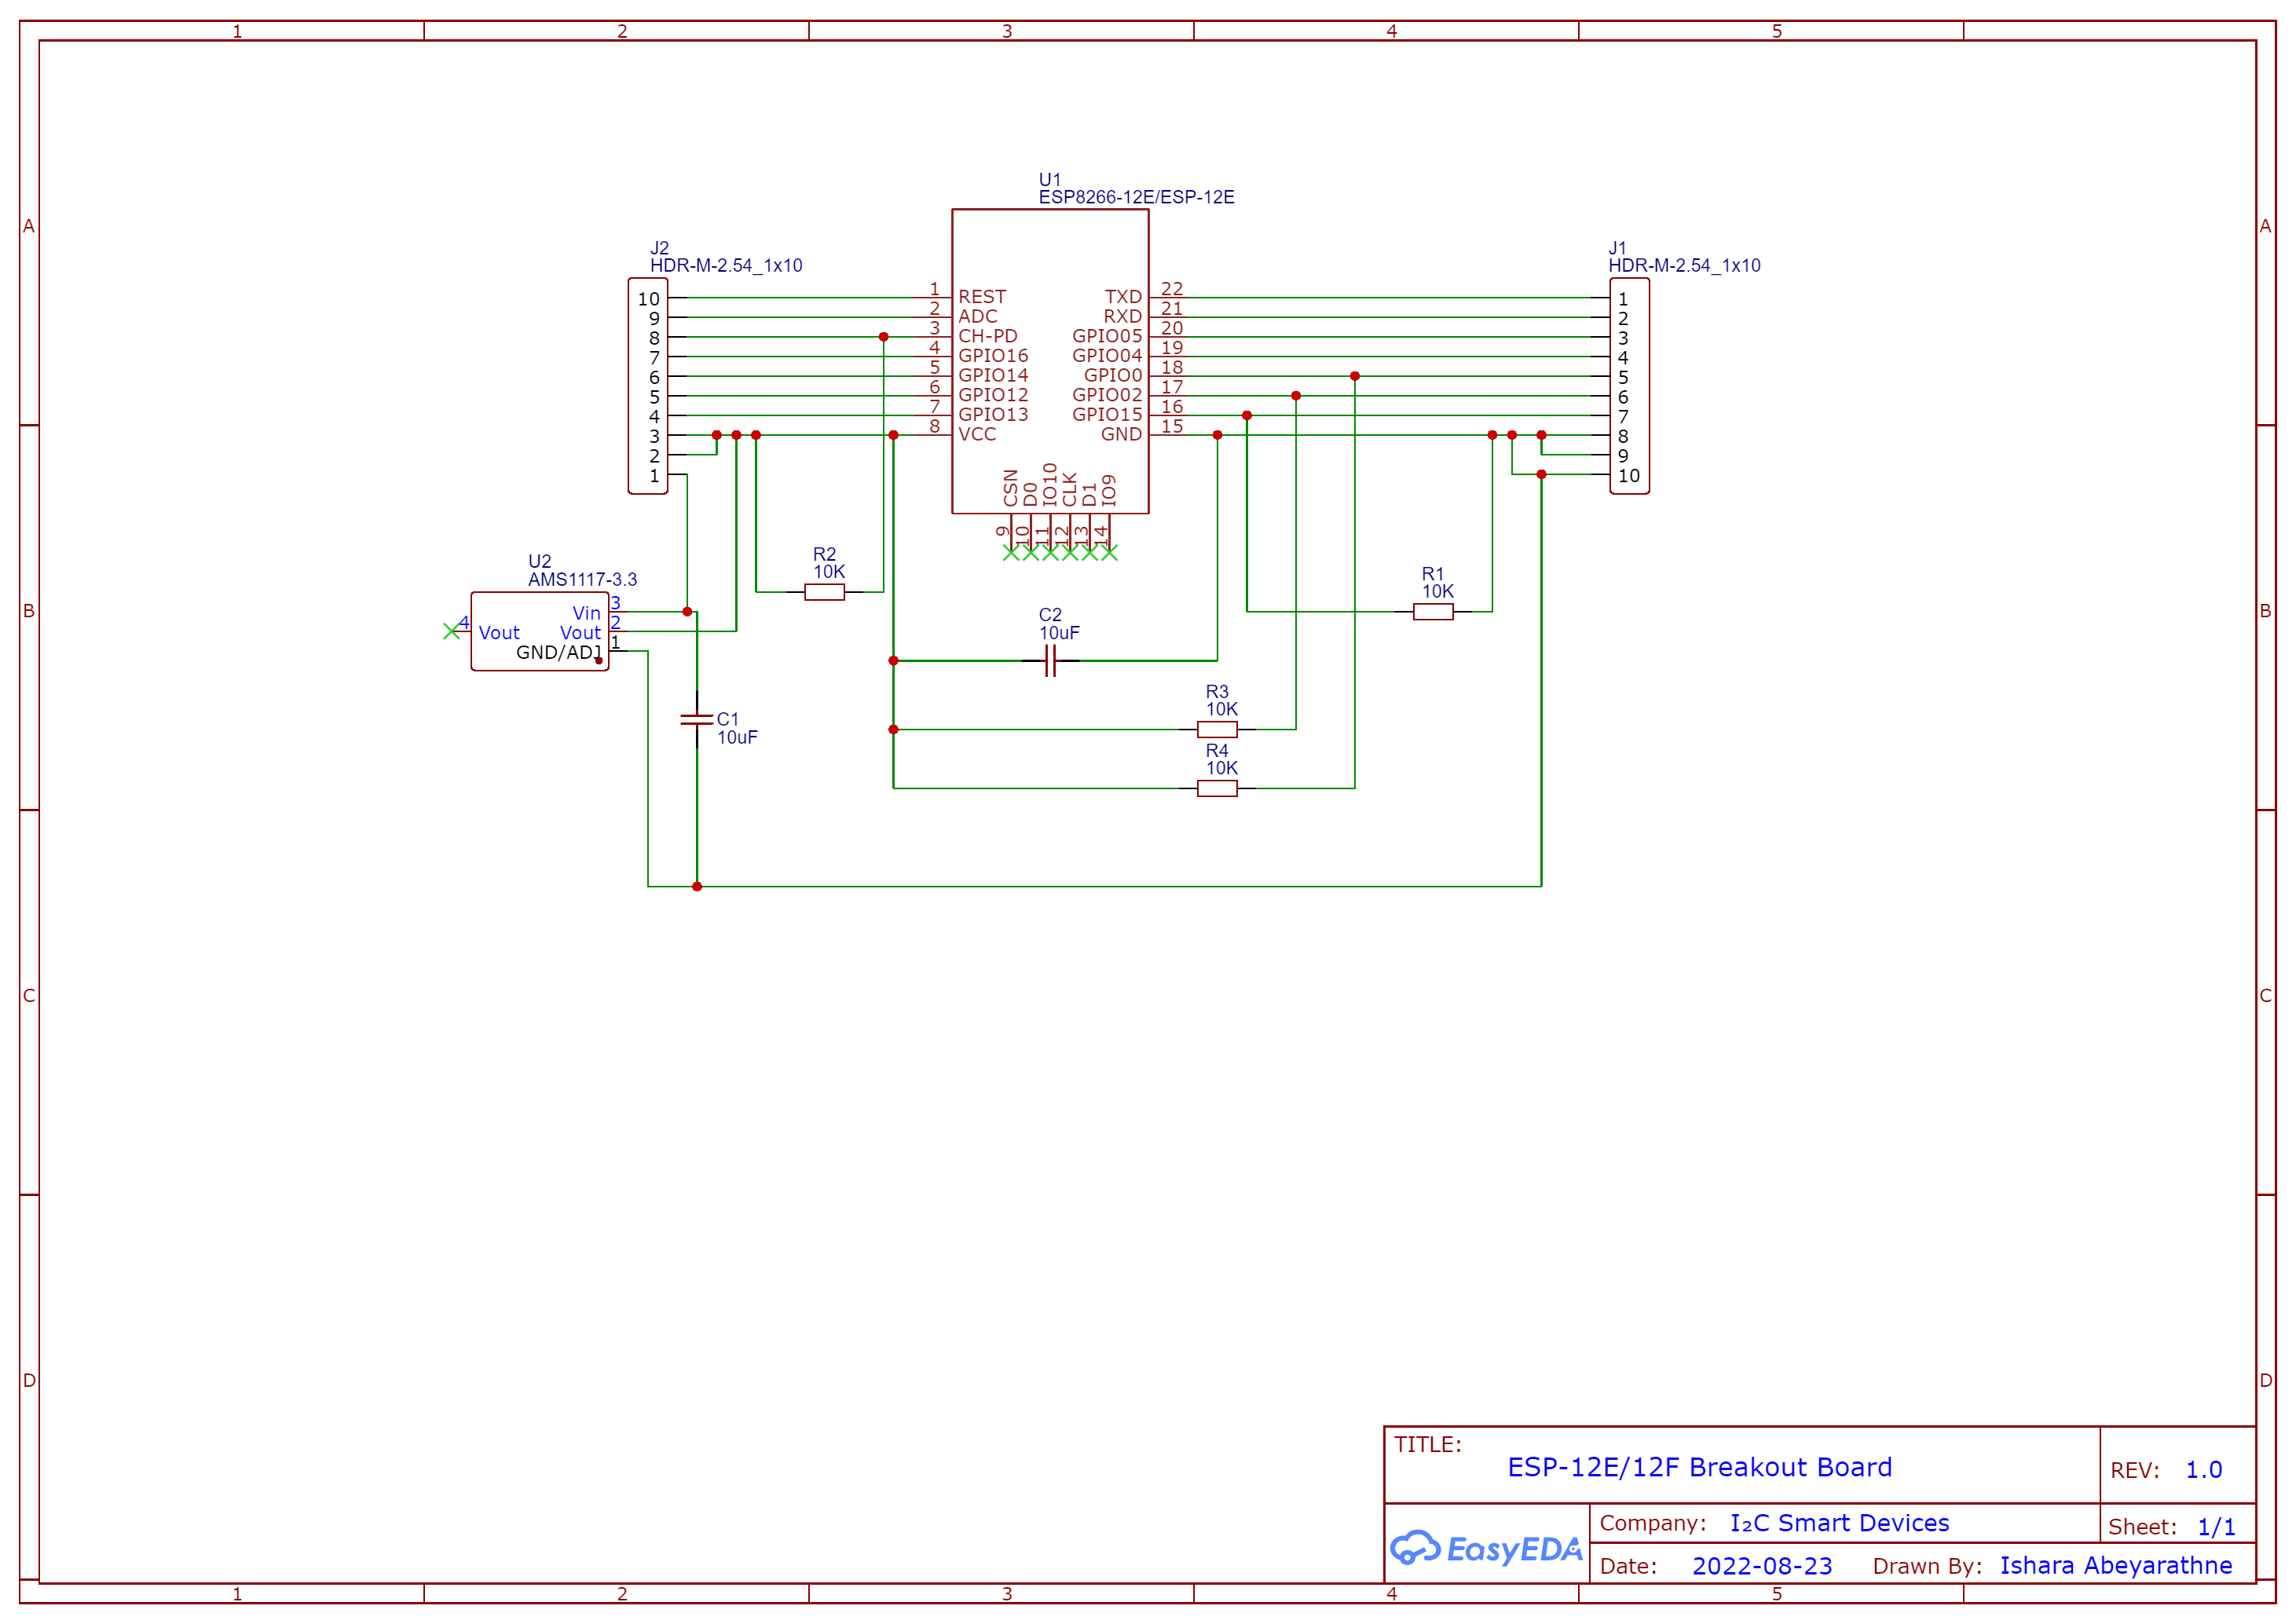 1 2 3 4 5
A A
U1
ESP8266-12E/ESP-12E
J2
HDR-M-2.54_1x10
J1
HDR-M-2.54_1x10
10 1 REST TXD 22 1
9 2 ADC RXD 21 2
8 3 CH-PD GPIO05 20 3
7 4 GPIO16 GPIO04 19 4
6 5 GPIO14 GPIO0 18 5
5 6 GPIO12 GPIO02 17 6
4 7 GPIO13 GPIO15 16 7
3 8 VCC GND 15 8
2 9
1 10
CSN D0 IO10 CLK D1 IO9
9 10 11 12 13 14
U2
AMS1117-3.3
R2
10K
R1
10K
B B
Vin 3
4 Vout Vout 2
GND/ADJ 1
C2
10uF
R3
10K
C1
10uF
R4
10K
C C
D D
TITLE:
ESP-12E/12F Breakout Board
REV: 1.0
EasyEDA
Company: I₂C Smart Devices
Sheet: 1/1
Date: 2022-08-23 Drawn By: Ishara Abeyarathne
1 2 3 4 5